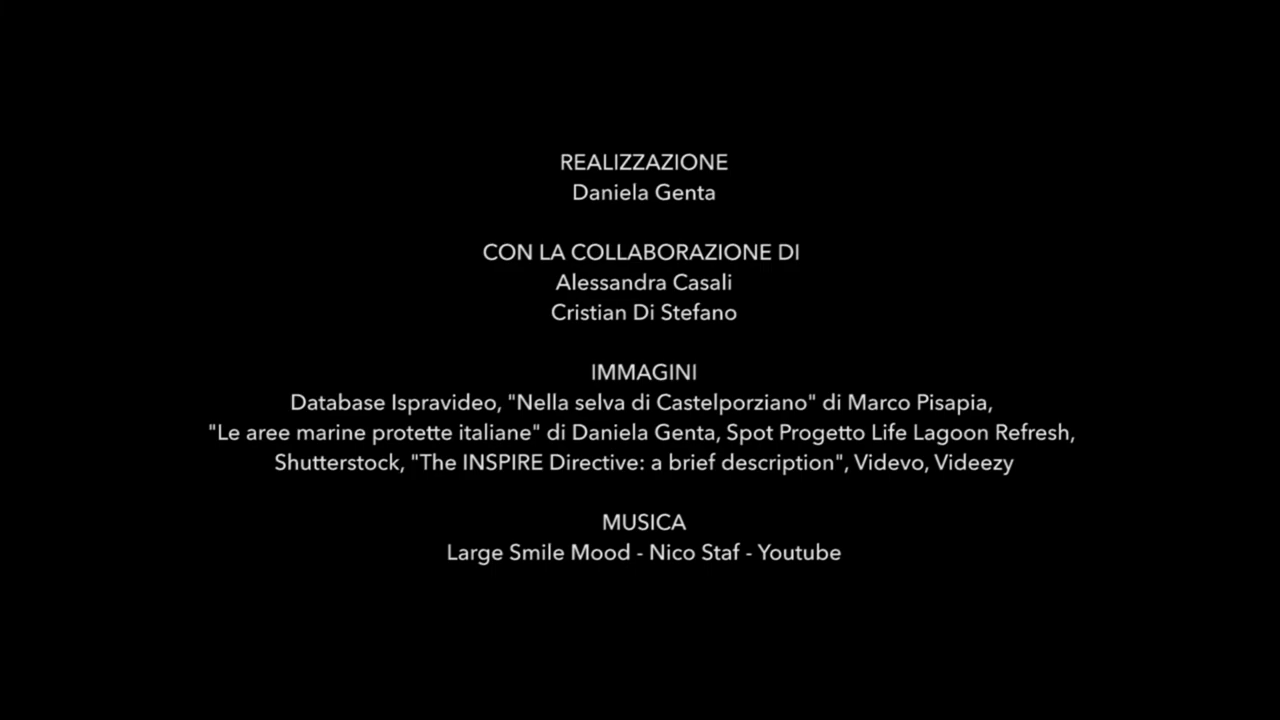 REALIZZAZIONE
Daniela Genta
CON LA COLLABORAZIONE DI
Alessandra Casali
Cristian Di Stefano
IMMAGINI
Database Ispravideo, "Nella selva di Castelporziano" di Marco Pisapia,
"Le aree marine protette italiane" di Daniela Genta, Spot Progetto Life Lagoon Refresh,
Shutterstock, "The INSPIRE Directive: a brief description", Videvo, Videezy
MUSICA
Large Smile Mood - Nico Staf - Youtube